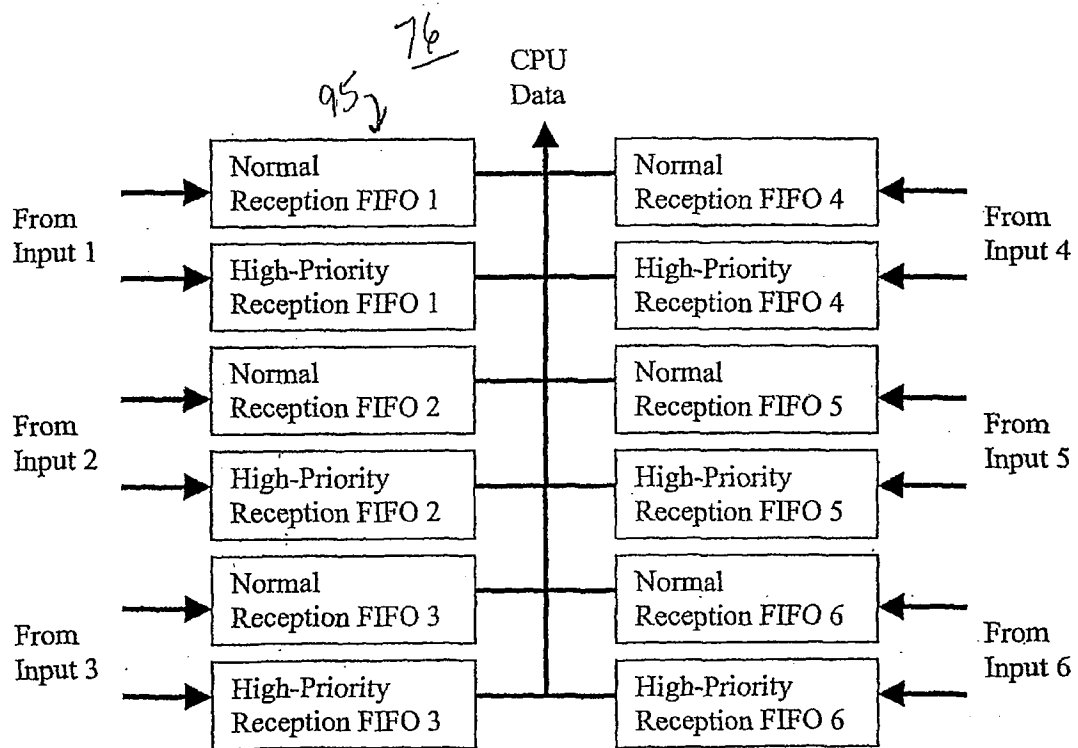 76
95
CPU
Data
From
Input 1
Normal
Reception FIFO 1
High-Priority
Reception FIFO 1
From
Input 2
Normal
Reception FIFO 2
High-Priority
Reception FIFO 2
From
Input 3
Normal
Reception FIFO 3
High-Priority
Reception FIFO 3
Normal
Reception FIFO 4
High-Priority
Reception FIFO 4
From
Input 4
Normal
Reception FIFO 5
High-Priority
Reception FIFO 5
From
Input 5
Normal
Reception FIFO 6
High-Priority
Reception FIFO 6
From
Input 6